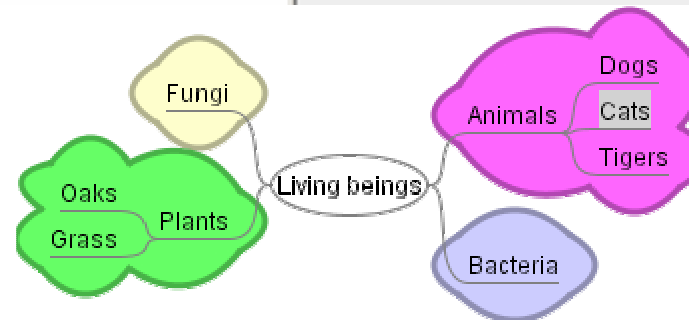 Fungi
Oaks
Grass
Plants
Living beings
Animals
Dogs
Cats
Tigers
Bacteria